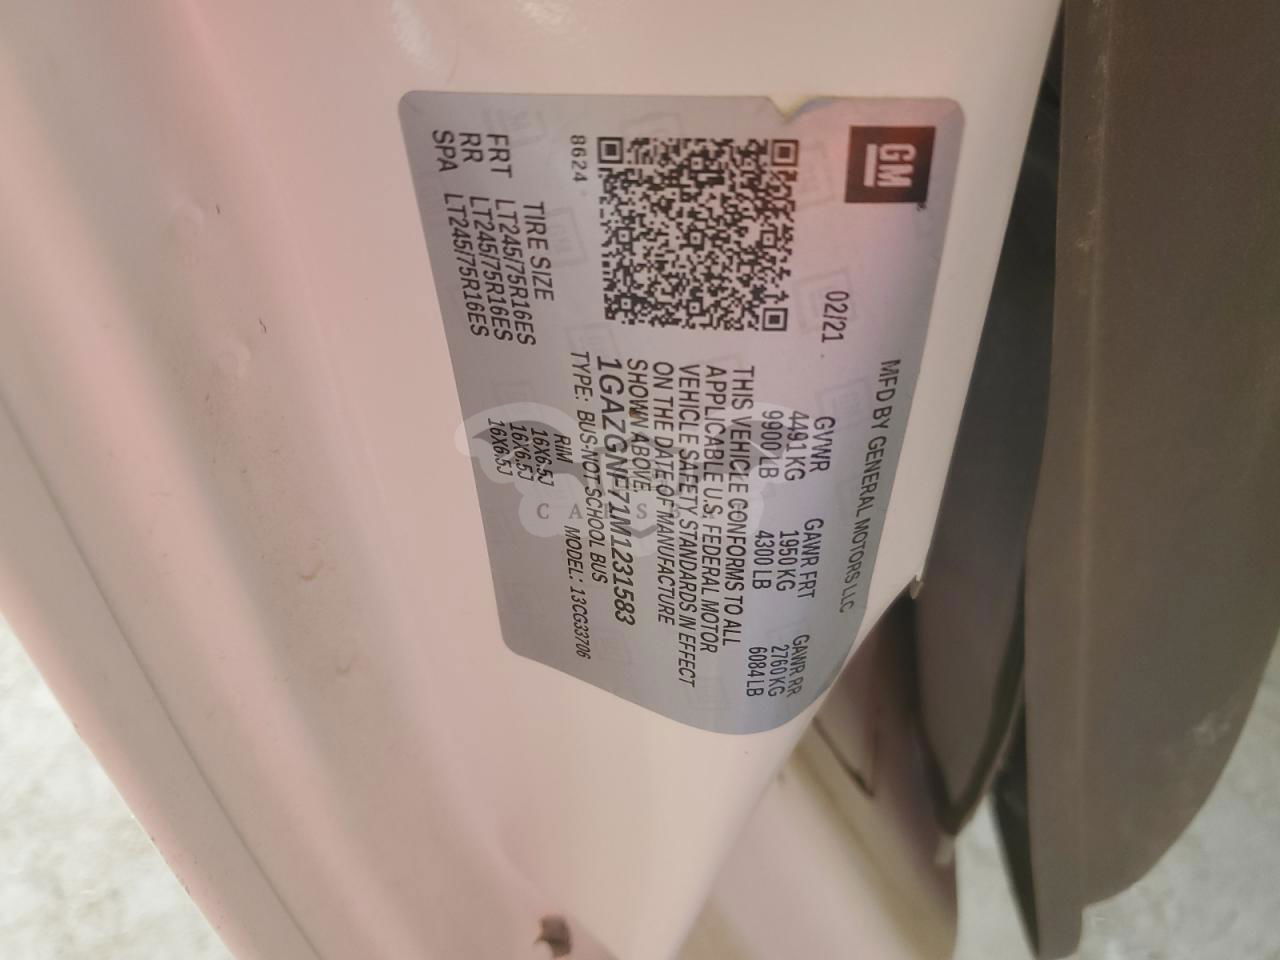 GM
MFD BY GENERAL MOTORS LLC
02/21
GVWR GAWR FRT GAWR RR
4491 KG 1950 KG 2760 KG
9900 LB 4300 LB 6084 LB
THIS VEHICLE CONFORMS TO ALL
APPLICABLE U.S. FEDERAL MOTOR
VEHICLE SAFETY STANDARDS IN EFFECT
ON THE DATE OF MANUFACTURE
SHOWN ABOVE.
1GAZGNF71M1231583
8624
TYPE: BUS-NOT SCHOOL BUS MODEL: 13CG33706
TIRE SIZE RIM
FRT LT245/75R16ES 16X6.5J
RR LT245/75R16ES 16X6.5J
SPA LT245/75R16ES 16X6.5J